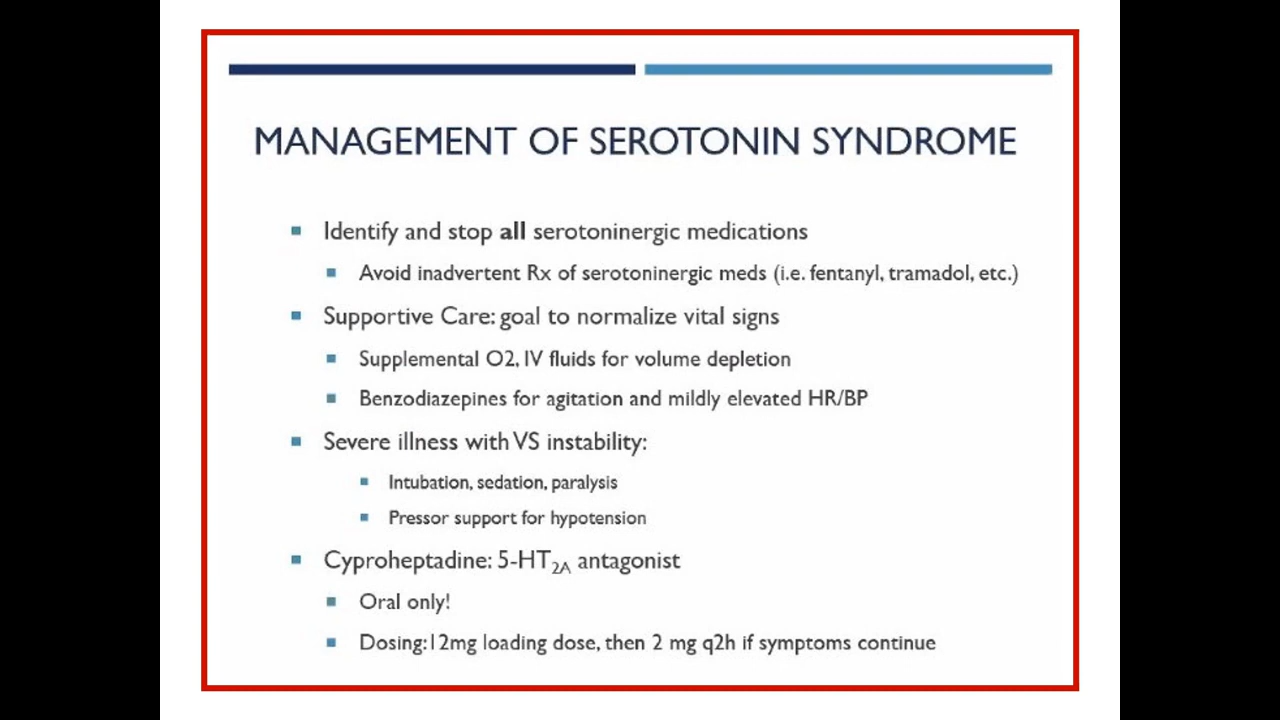 MANAGEMENT OF SEROTONIN SYNDROME
Identify and stop all serotoninergic medications
Avoid inadvertent Rx of serotoninergic meds (i.e. fentanyl, tramadol, etc.)
Supportive Care: goal to normalize vital signs
Supplemental O2, IV fluids for volume depletion
Benzodiazepines for agitation and mildly elevated HR/BP
Severe illness with VS instability:
Intubation, sedation, paralysis
Pressor support for hypotension
Cyproheptadine: 5-HT2A antagonist
Oral only!
Dosing:12mg loading dose, then 2 mg q2h if symptoms continue